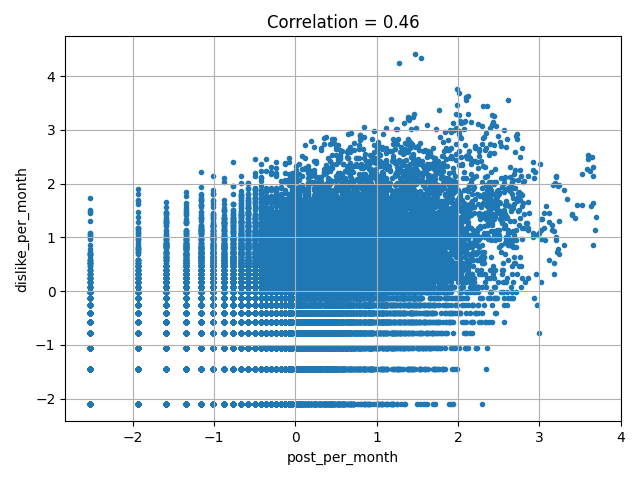 Correlation = 0.46
dislike_per_month
4
3
2
1
0
−1
−2
−2 −1 0 1 2 3 4
post_per_month